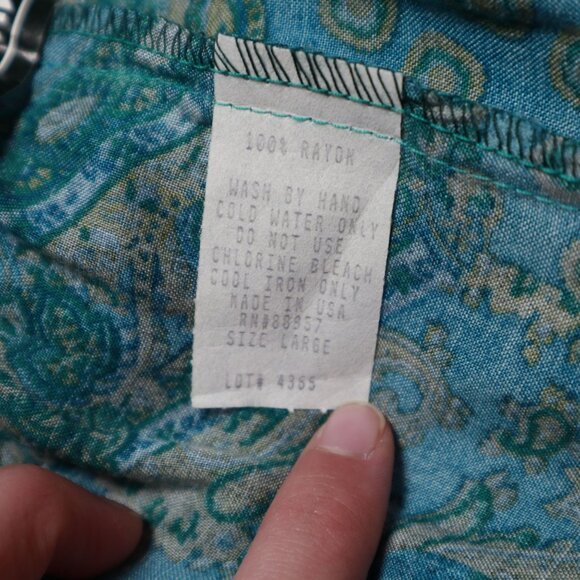 100% RAYON
WASH BY HAND
COLD WATER ONLY
DO NOT USE
CHLORINE BLEACH
COOL IRON ONLY
MADE IN USA
RN#88957
SIZE LARGE
LOT# 4355